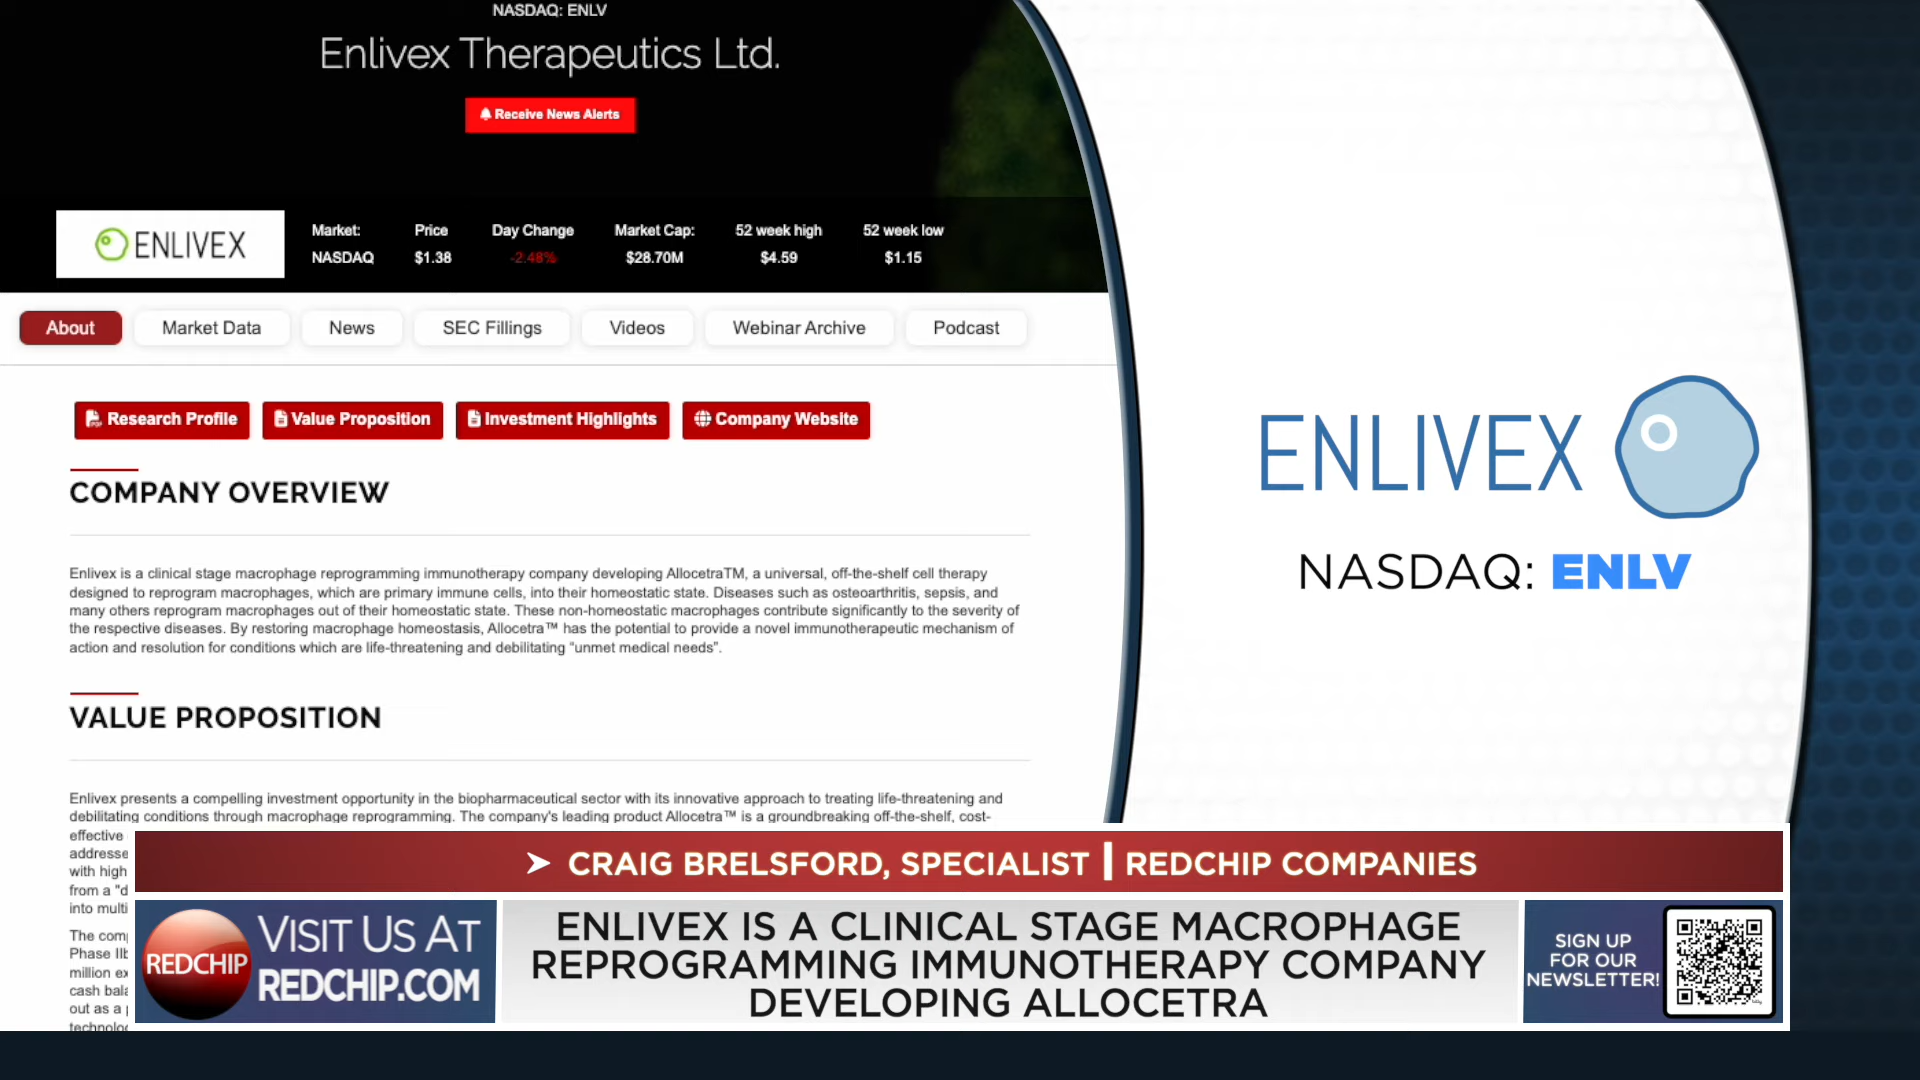 NASDAQ: ENLV
Enlivex Therapeutics Ltd.
Receive News Alerts
ENLIVEX
Market: Price Day Change Market Cap: 52 week high 52 week low
NASDAQ $1.38 -2.48% $28.70M $4.59 $1.15
About Market Data News SEC Fillings Videos Webinar Archive Podcast
Research Profile Value Proposition Investment Highlights Company Website
COMPANY OVERVIEW
Enlivex is a clinical stage macrophage reprogramming immunotherapy company developing AllocetraTM, a universal, off-the-shelf cell therapy
designed to reprogram macrophages, which are primary immune cells, into their homeostatic state. Diseases such as osteoarthritis, sepsis, and
many others reprogram macrophages out of their homeostatic state. These non-homeostatic macrophages contribute significantly to the severity of
the respective diseases. By restoring macrophage homeostasis, Allocetra™ has the potential to provide a novel immunotherapeutic mechanism of
action and resolution for conditions which are life-threatening and debilitating “unmet medical needs”.
VALUE PROPOSITION
Enlivex presents a compelling investment opportunity in the biopharmaceutical sector with its innovative approach to treating life-threatening and
debilitating conditions through macrophage reprogramming. The company's leading product Allocetra™ is a groundbreaking off-the-shelf, cost-
effective
addresse
with high
from a "d
into multi
The
Phase IIb
million ex
cash bala
out as a
technolog
ENLIVEX
NASDAQ: ENLV
CRAIG BRELSFORD, SPECIALIST | REDCHIP COMPANIES
REDCHIP
VISIT US AT
REDCHIP.COM
ENLIVEX IS A CLINICAL STAGE MACROPHAGE
REPROGRAMMING IMMUNOTHERAPY COMPANY
DEVELOPING ALLOCETRA
SIGN UP
FOR OUR
NEWSLETTER!